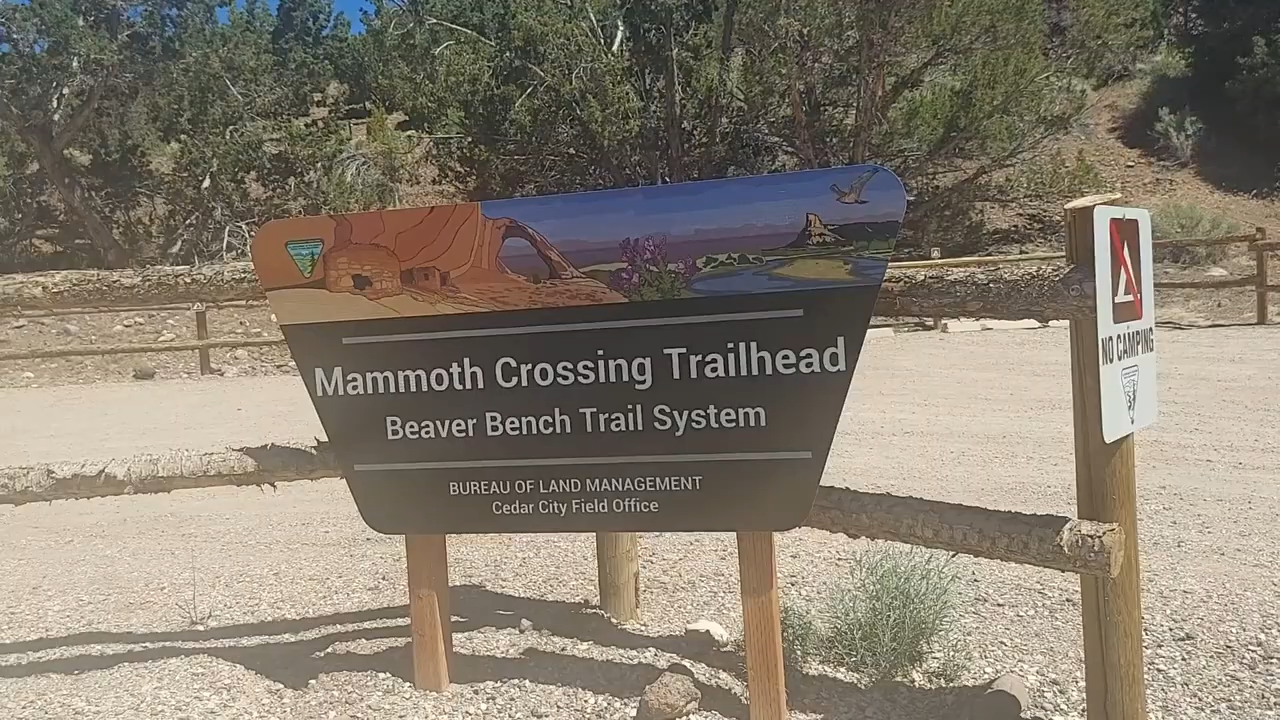 Mammoth Crossing Trailhead
Beaver Bench Trail System
BUREAU OF LAND MANAGEMENT
Cedar City Field Office
NO CAMPING